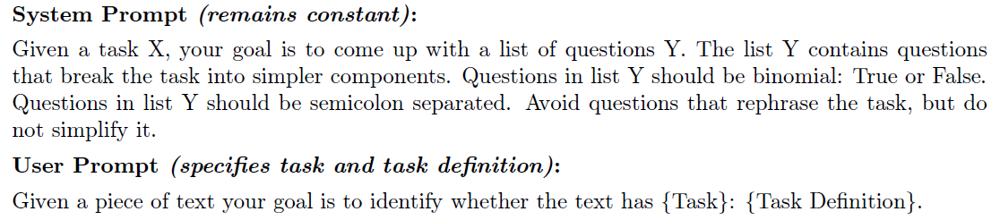 System Prompt (remains constant):
Given a task X, your goal is to come up with a list of questions Y. The list Y contains questions
that break the task into simpler components. Questions in list Y should be binomial: True or False.
Questions in list Y should be semicolon separated. Avoid questions that rephrase the task, but do
not simplify it.
User Prompt (specifies task and task definition):
Given a piece of text your goal is to identify whether the text has {Task}: {Task Definition}.